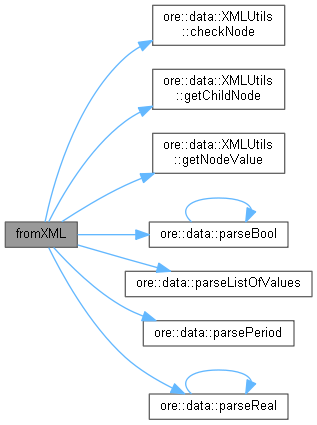 ore::data::XMLUtils
::checkNode
ore::data::XMLUtils
::getChildNode
ore::data::XMLUtils
::getNodeValue
fromXML
ore::data::parseBool
ore::data::parseListOfValues
ore::data::parsePeriod
ore::data::parseReal